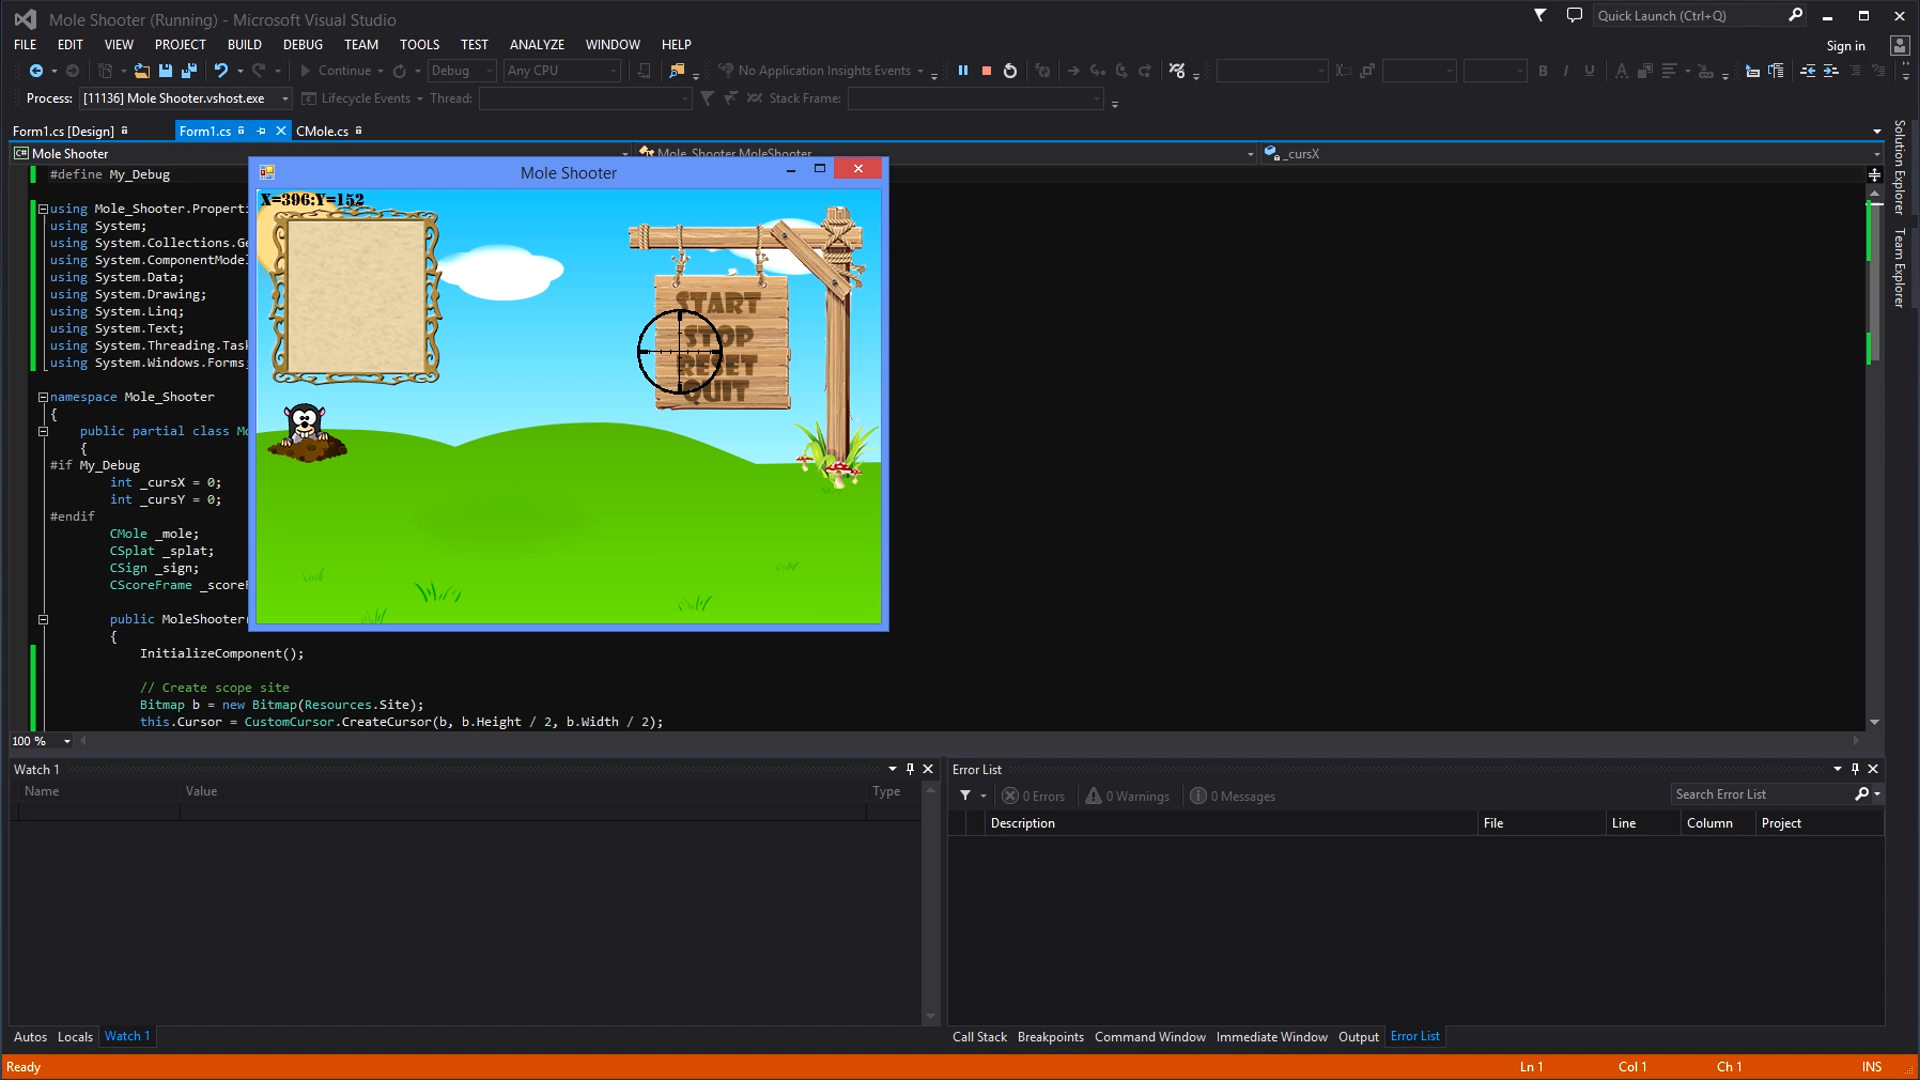 Mole Shooter (Running) - Microsoft Visual Studio
Quick Launch (Ctrl+Q)
FILE EDIT VIEW PROJECT BUILD DEBUG TEAM TOOLS TEST ANALYZE WINDOW HELP
Sign in
Continue Debug Any CPU No Application Insights Events B I U A
Process: [11136] Mole Shooter.vshost.exe Lifecycle Events Thread: Stack Frame:
Form1.cs [Design] Form1.cs CMole.cs
C# Mole Shooter Mole_Shooter.MoleShooter _cursX
Solution Explorer
Team Explorer
Mole Shooter
X=396:Y=152
START
STOP
RESET
QUIT
#define My_Debug
using Mole_Shooter.Properti
using System;
using System.Collections.Ge
using System.ComponentModel
using System.Data;
using System.Drawing;
using System.Linq;
using System.Text;
using System.Threading.Task
using System.Windows.Forms;
namespace Mole_Shooter
{
public partial class Mo
{
#if My_Debug
int _cursX = 0;
int _cursY = 0;
#endif
CMole _mole;
CSplat _splat;
CSign _sign;
CScoreFrame _scoreF
public MoleShooter(
{
InitializeComponent();
// Create scope site
Bitmap b = new Bitmap(Resources.Site);
this.Cursor = CustomCursor.CreateCursor(b, b.Height / 2, b.Width / 2);
100 %
Watch 1
Name Value Type
Error List
0 Errors 0 Warnings 0 Messages
Search Error List
Description File Line Column Project
Autos Locals Watch 1
Call Stack Breakpoints Command Window Immediate Window Output Error List
Ready Ln 1 Col 1 Ch 1 INS